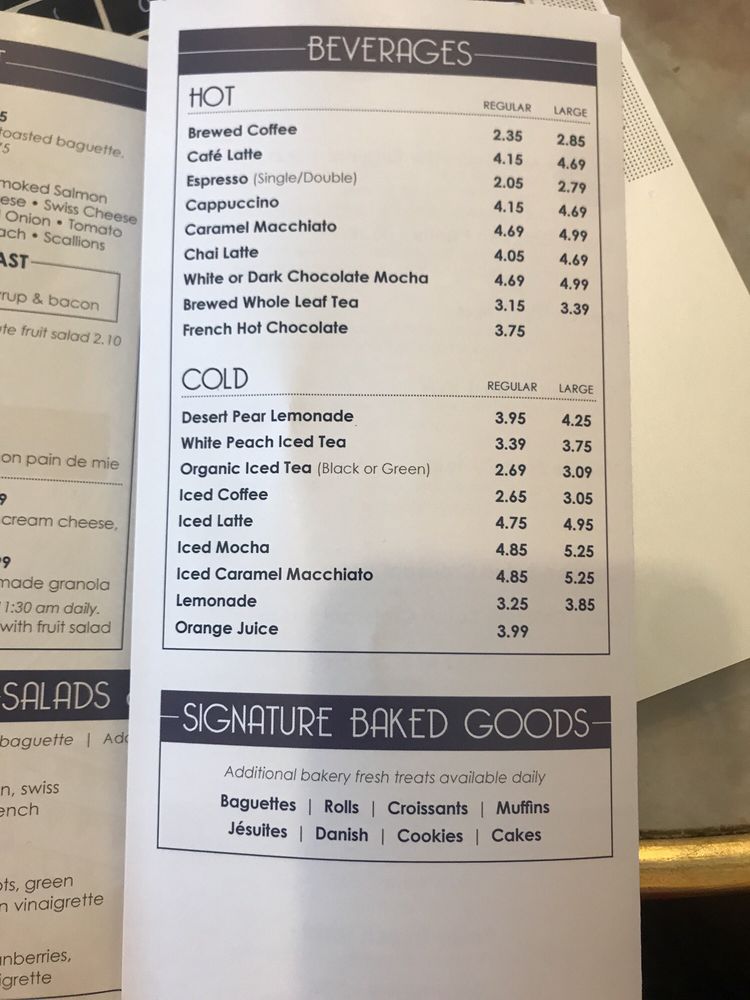 BEVERAGES
HOT REGULAR LARGE
Brewed Coffee 2.35 2.85
Café Latte 4.15 4.69
Espresso (Single/Double) 2.05 2.79
Cappuccino 4.15 4.69
Caramel Macchiato 4.69 4.99
Chai Latte 4.05 4.69
White or Dark Chocolate Mocha 4.69 4.99
Brewed Whole Leaf Tea 3.15 3.39
French Hot Chocolate 3.75
COLD REGULAR LARGE
Desert Pear Lemonade 3.95 4.25
White Peach Iced Tea 3.39 3.75
Organic Iced Tea (Black or Green) 2.69 3.09
Iced Coffee 2.65 3.05
Iced Latte 4.75 4.95
Iced Mocha 4.85 5.25
Iced Caramel Macchiato 4.85 5.25
Lemonade 3.25 3.85
Orange Juice 3.99
SIGNATURE BAKED GOODS
Additional bakery fresh treats available daily
Baguettes | Rolls | Croissants | Muffins
Jésuites | Danish | Cookies | Cakes
toasted baguette.
Salmon
• Swiss Cheese
Onion • Tomato
• Scallions
& bacon
fruit salad 2.10
on pain de mie
cream cheese,
granola
11:30 am daily.
with fruit salad
SALADS
baguette |
swiss
green
vinaigrette